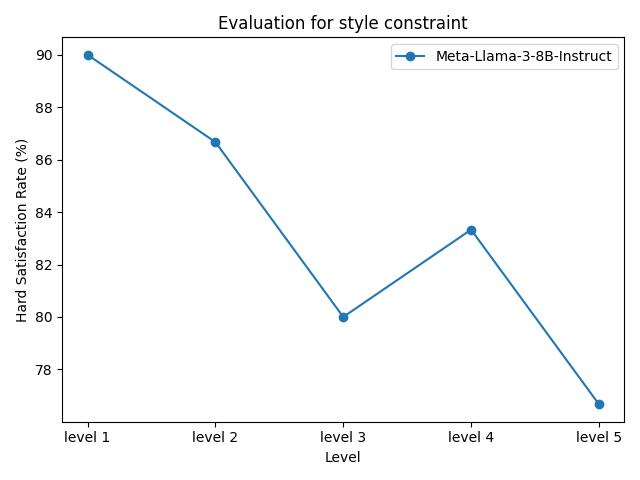 Evaluation for style constraint
Meta-Llama-3-8B-Instruct
Hard Satisfaction Rate (%)
90
88
86
84
82
80
78
level 1 level 2 level 3 level 4 level 5
Level